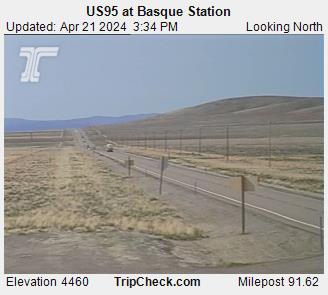 US95 at Basque Station
Updated: Apr 21 2024 3:34 PM Looking North
Elevation 4460 TripCheck.com Milepost 91.62